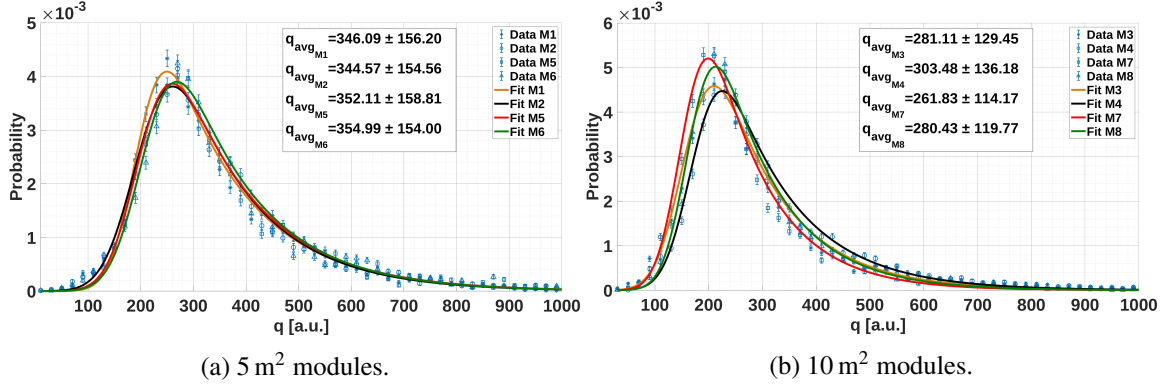 ×10⁻³
5
4
3
2
1
0
Probability
100 200 300 400 500 600 700 800 900 1000
q [a.u.]
q_avg_M1=346.09 ± 156.20
q_avg_M2=344.57 ± 154.56
q_avg_M5=352.11 ± 158.81
q_avg_M6=354.99 ± 154.00
Data M1
Data M2
Data M5
Data M6
Fit M1
Fit M2
Fit M5
Fit M6
(a) 5 m² modules.
×10⁻³
6
5
4
3
2
1
0
Probability
100 200 300 400 500 600 700 800 900 1000
q [a.u.]
q_avg_M3=281.11 ± 129.45
q_avg_M4=303.48 ± 136.18
q_avg_M7=261.83 ± 114.17
q_avg_M8=280.43 ± 119.77
Data M3
Data M4
Data M7
Data M8
Fit M3
Fit M4
Fit M7
Fit M8
(b) 10 m² modules.